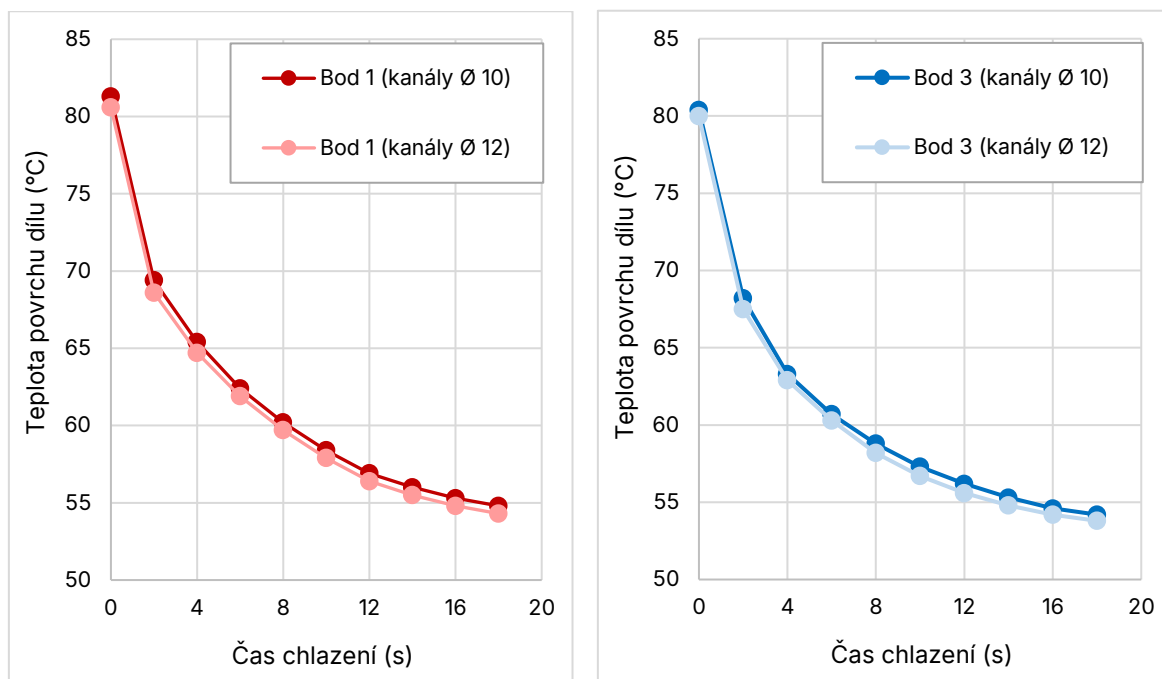 85
80
75
70
65
60
55
50
Teplota povrchu dílu (°C)
Bod 1 (kanály Ø 10)
Bod 1 (kanály Ø 12)
0 4 8 12 16 20
Čas chlazení (s)
85
80
75
70
65
60
55
50
Teplota povrchu dílu (°C)
Bod 3 (kanály Ø 10)
Bod 3 (kanály Ø 12)
0 4 8 12 16 20
Čas chlazení (s)